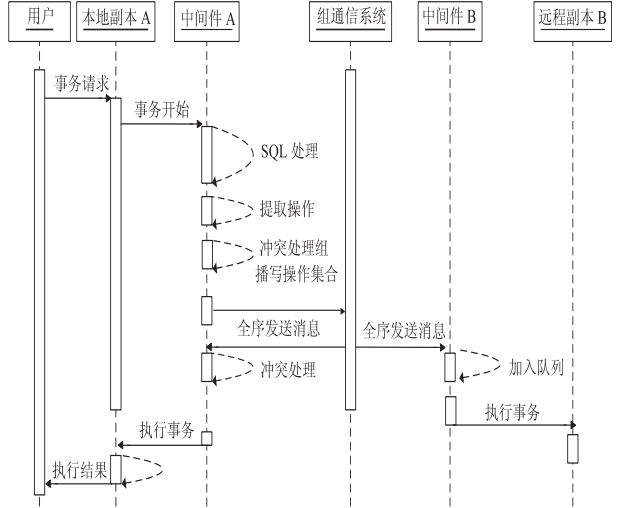 用户
本地副本 A
中间件 A
组通信系统
中间件 B
远程副本 B
事务请求
事务开始
SQL 处理
提取操作
冲突处理组
播写操作集合
全序发送消息
全序发送消息
冲突处理
加入队列
执行事务
执行事务
执行结果